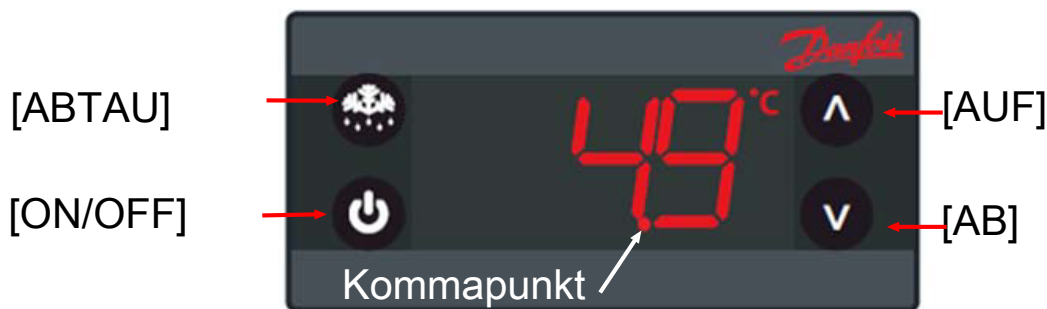 Danfoss
[ABTAU]
4.9 °C
[AUF]
[ON/OFF]
[AB]
Kommapunkt